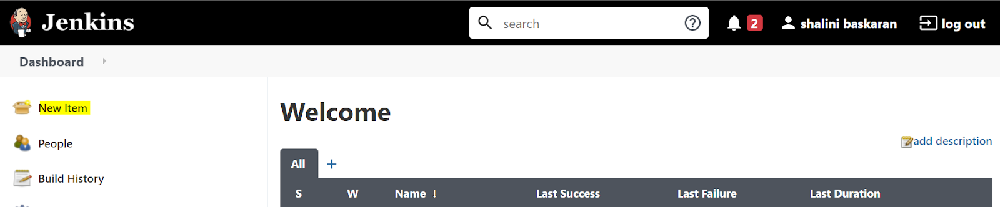 Jenkins search 2 shalini baskaran log out
Dashboard
New Item
People
Build History
Welcome
add description
All +
S W Name ↓ Last Success Last Failure Last Duration